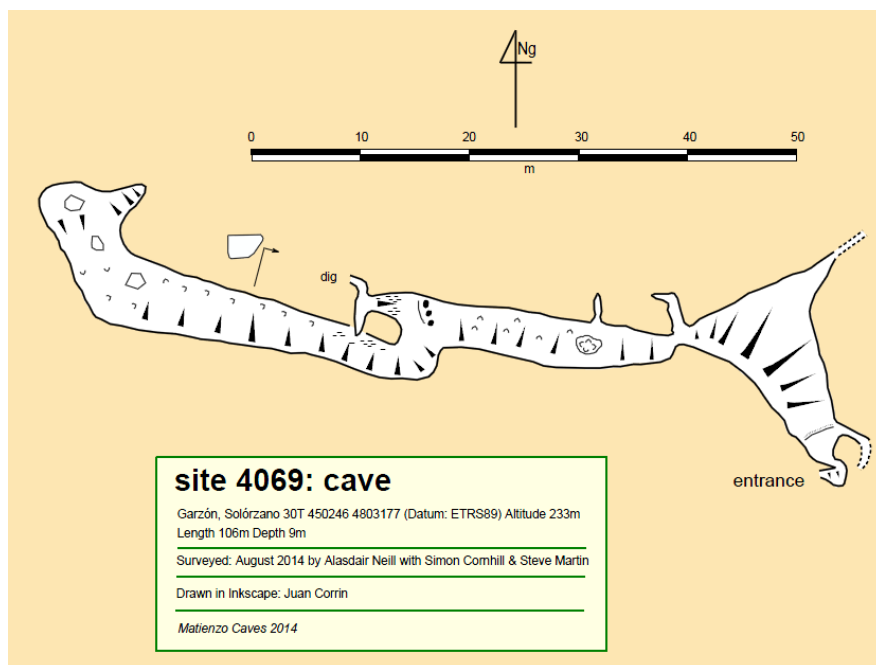 Ng
0 10 20 30 40 50
m
dig
entrance
site 4069: cave
Garzón, Solórzano 30T 450246 4803177 (Datum: ETRS89) Altitude 233m
Length 106m Depth 9m
Surveyed: August 2014 by Alasdair Neill with Simon Cornhill & Steve Martin
Drawn in Inkscape: Juan Corrin
Matienzo Caves 2014